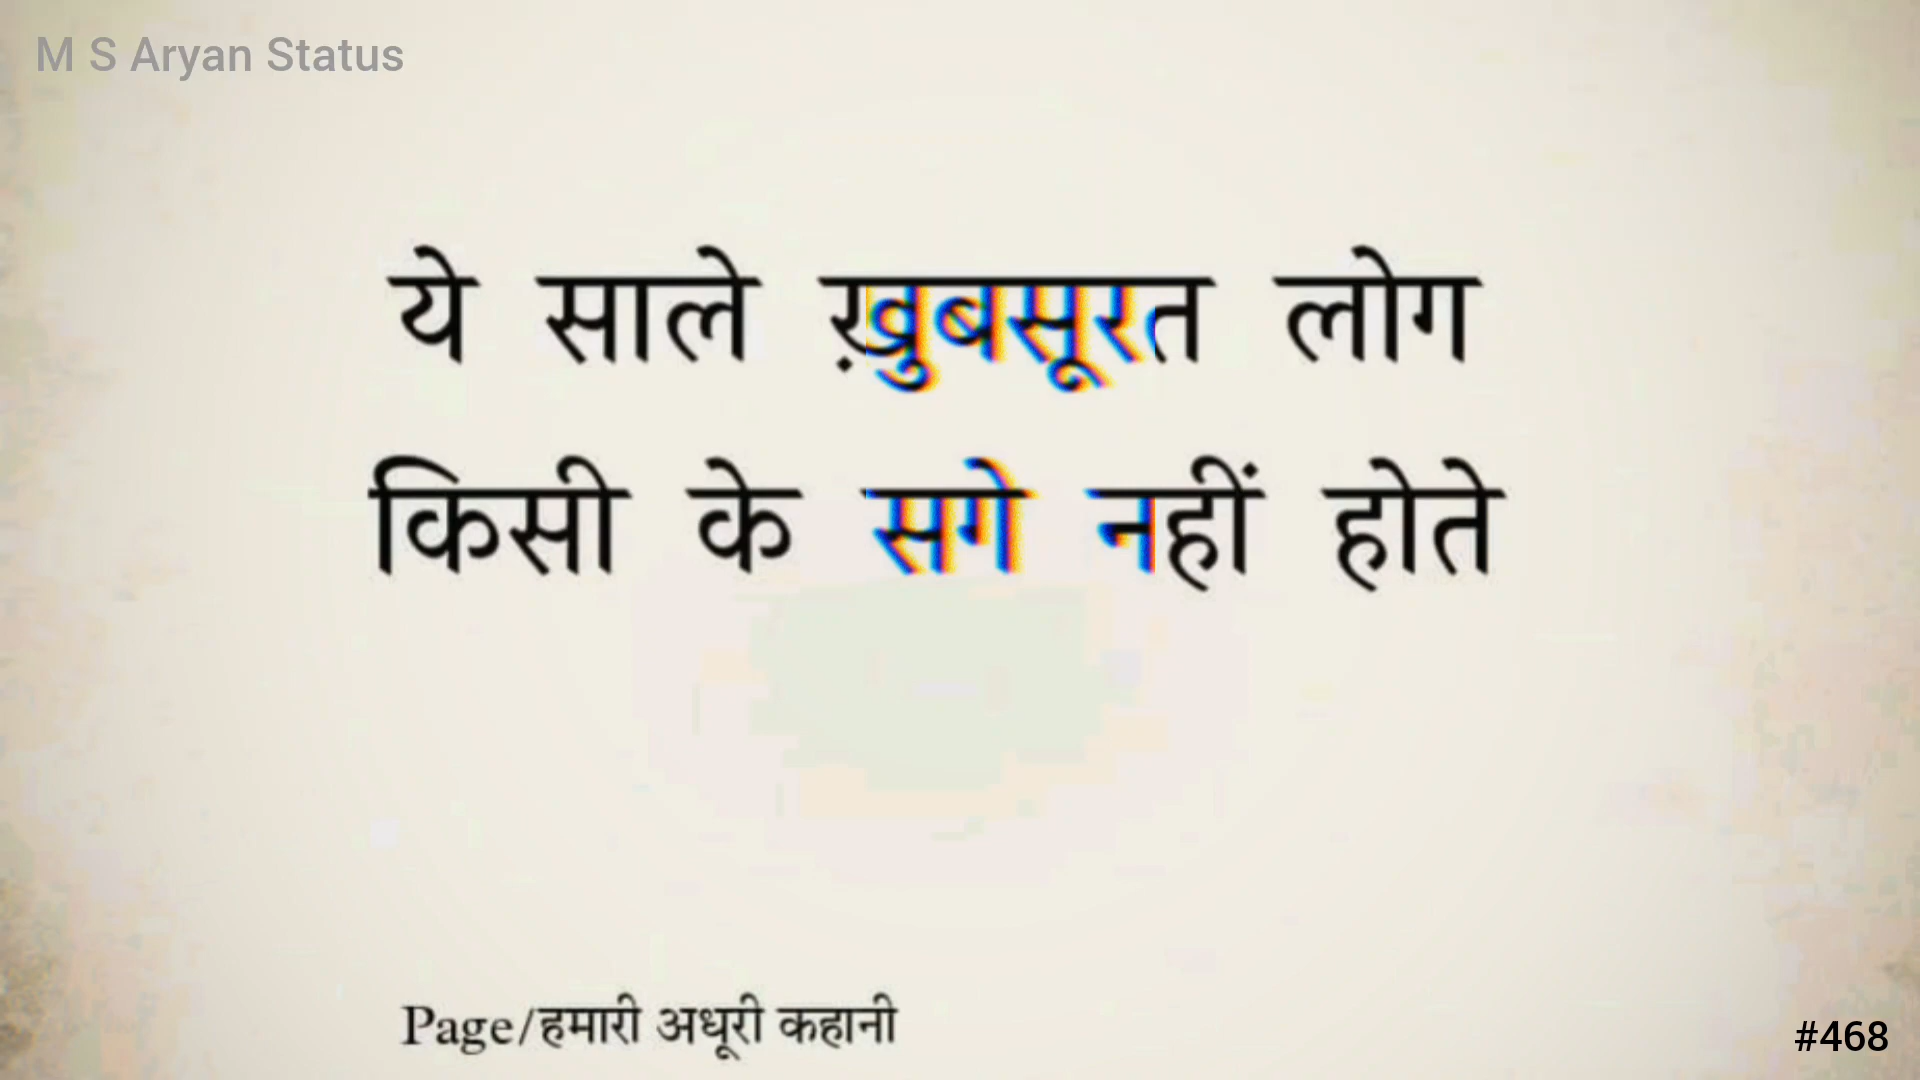 M S Aryan Status
ये साले ख़ुबसूरत लोग
किसी के सगे नहीं होते
Page/हमारी अधूरी कहानी
#468